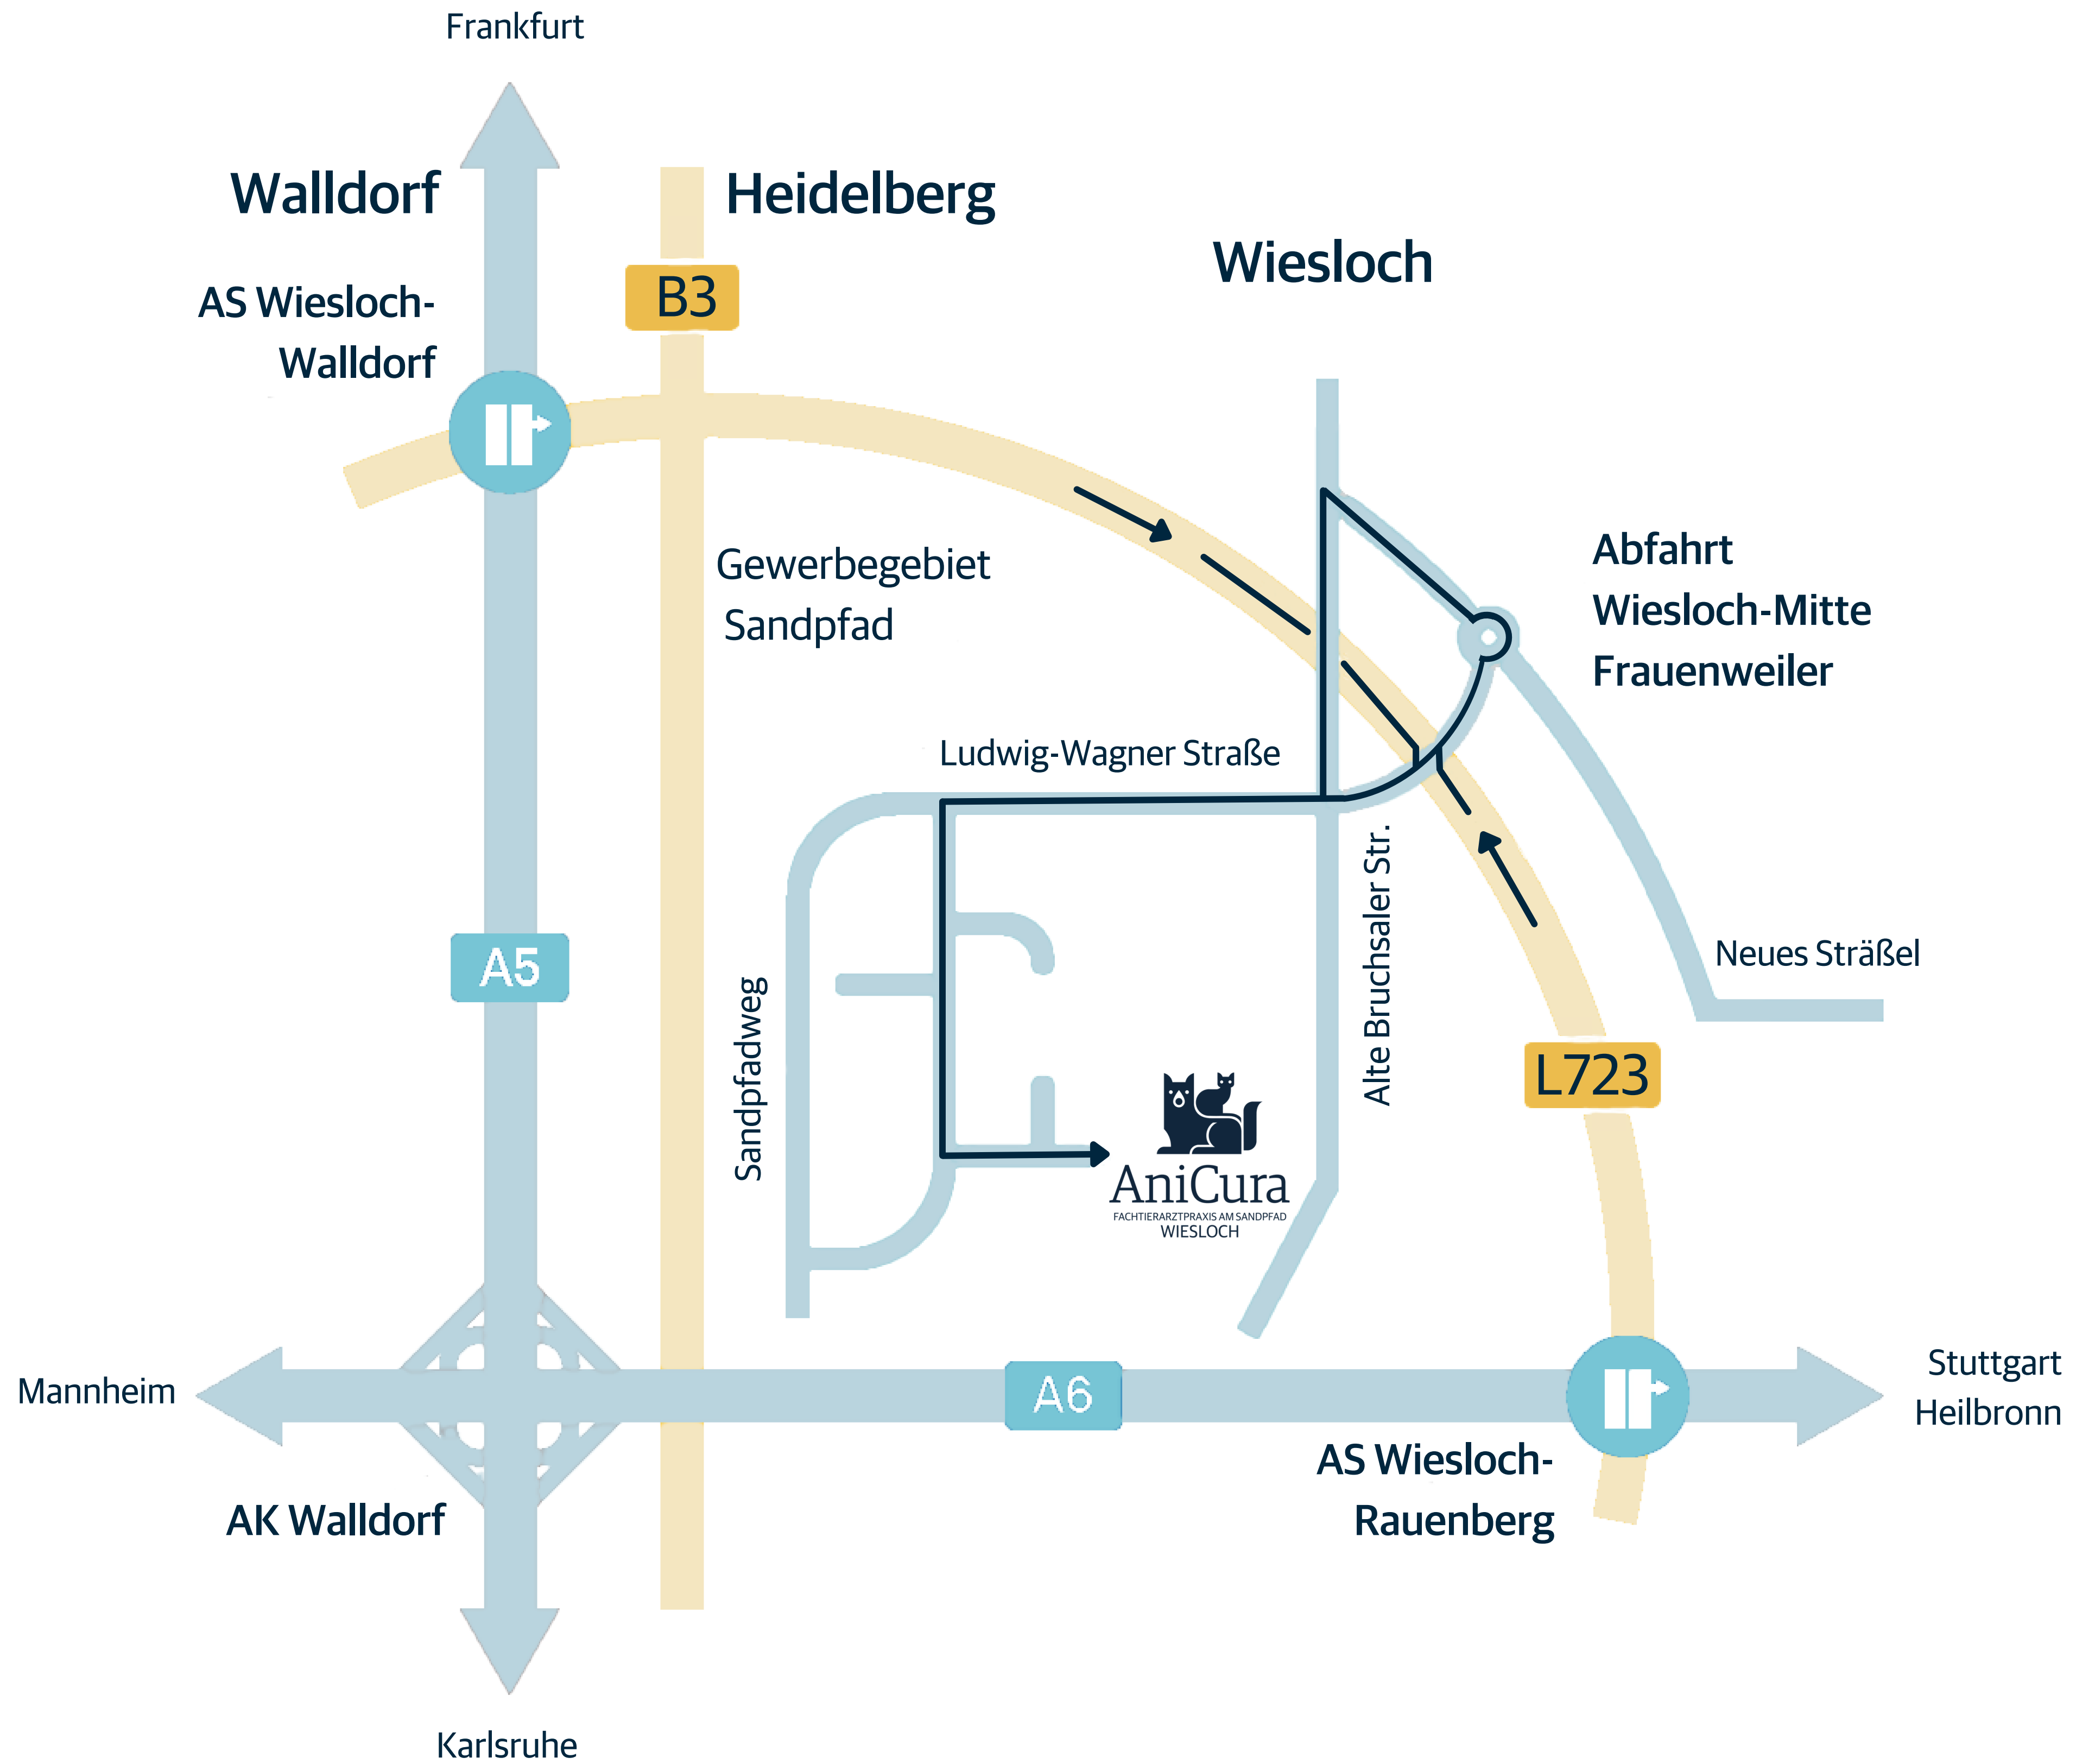 Frankfurt
Walldorf
Heidelberg
Wiesloch
AS Wiesloch-
Walldorf
B3
Gewerbegebiet
Sandpfad
Abfahrt
Wiesloch-Mitte
Frauenweiler
Ludwig-Wagner Straße
Alte Bruchsaler Str.
Neues Sträßel
A5
Sandpfadweg
L723
AniCura
FACHTIERARZTPRAXIS AM SANDPFAD
WIESLOCH
Mannheim
A6
Stuttgart
Heilbronn
AS Wiesloch-
Rauenberg
AK Walldorf
Karlsruhe